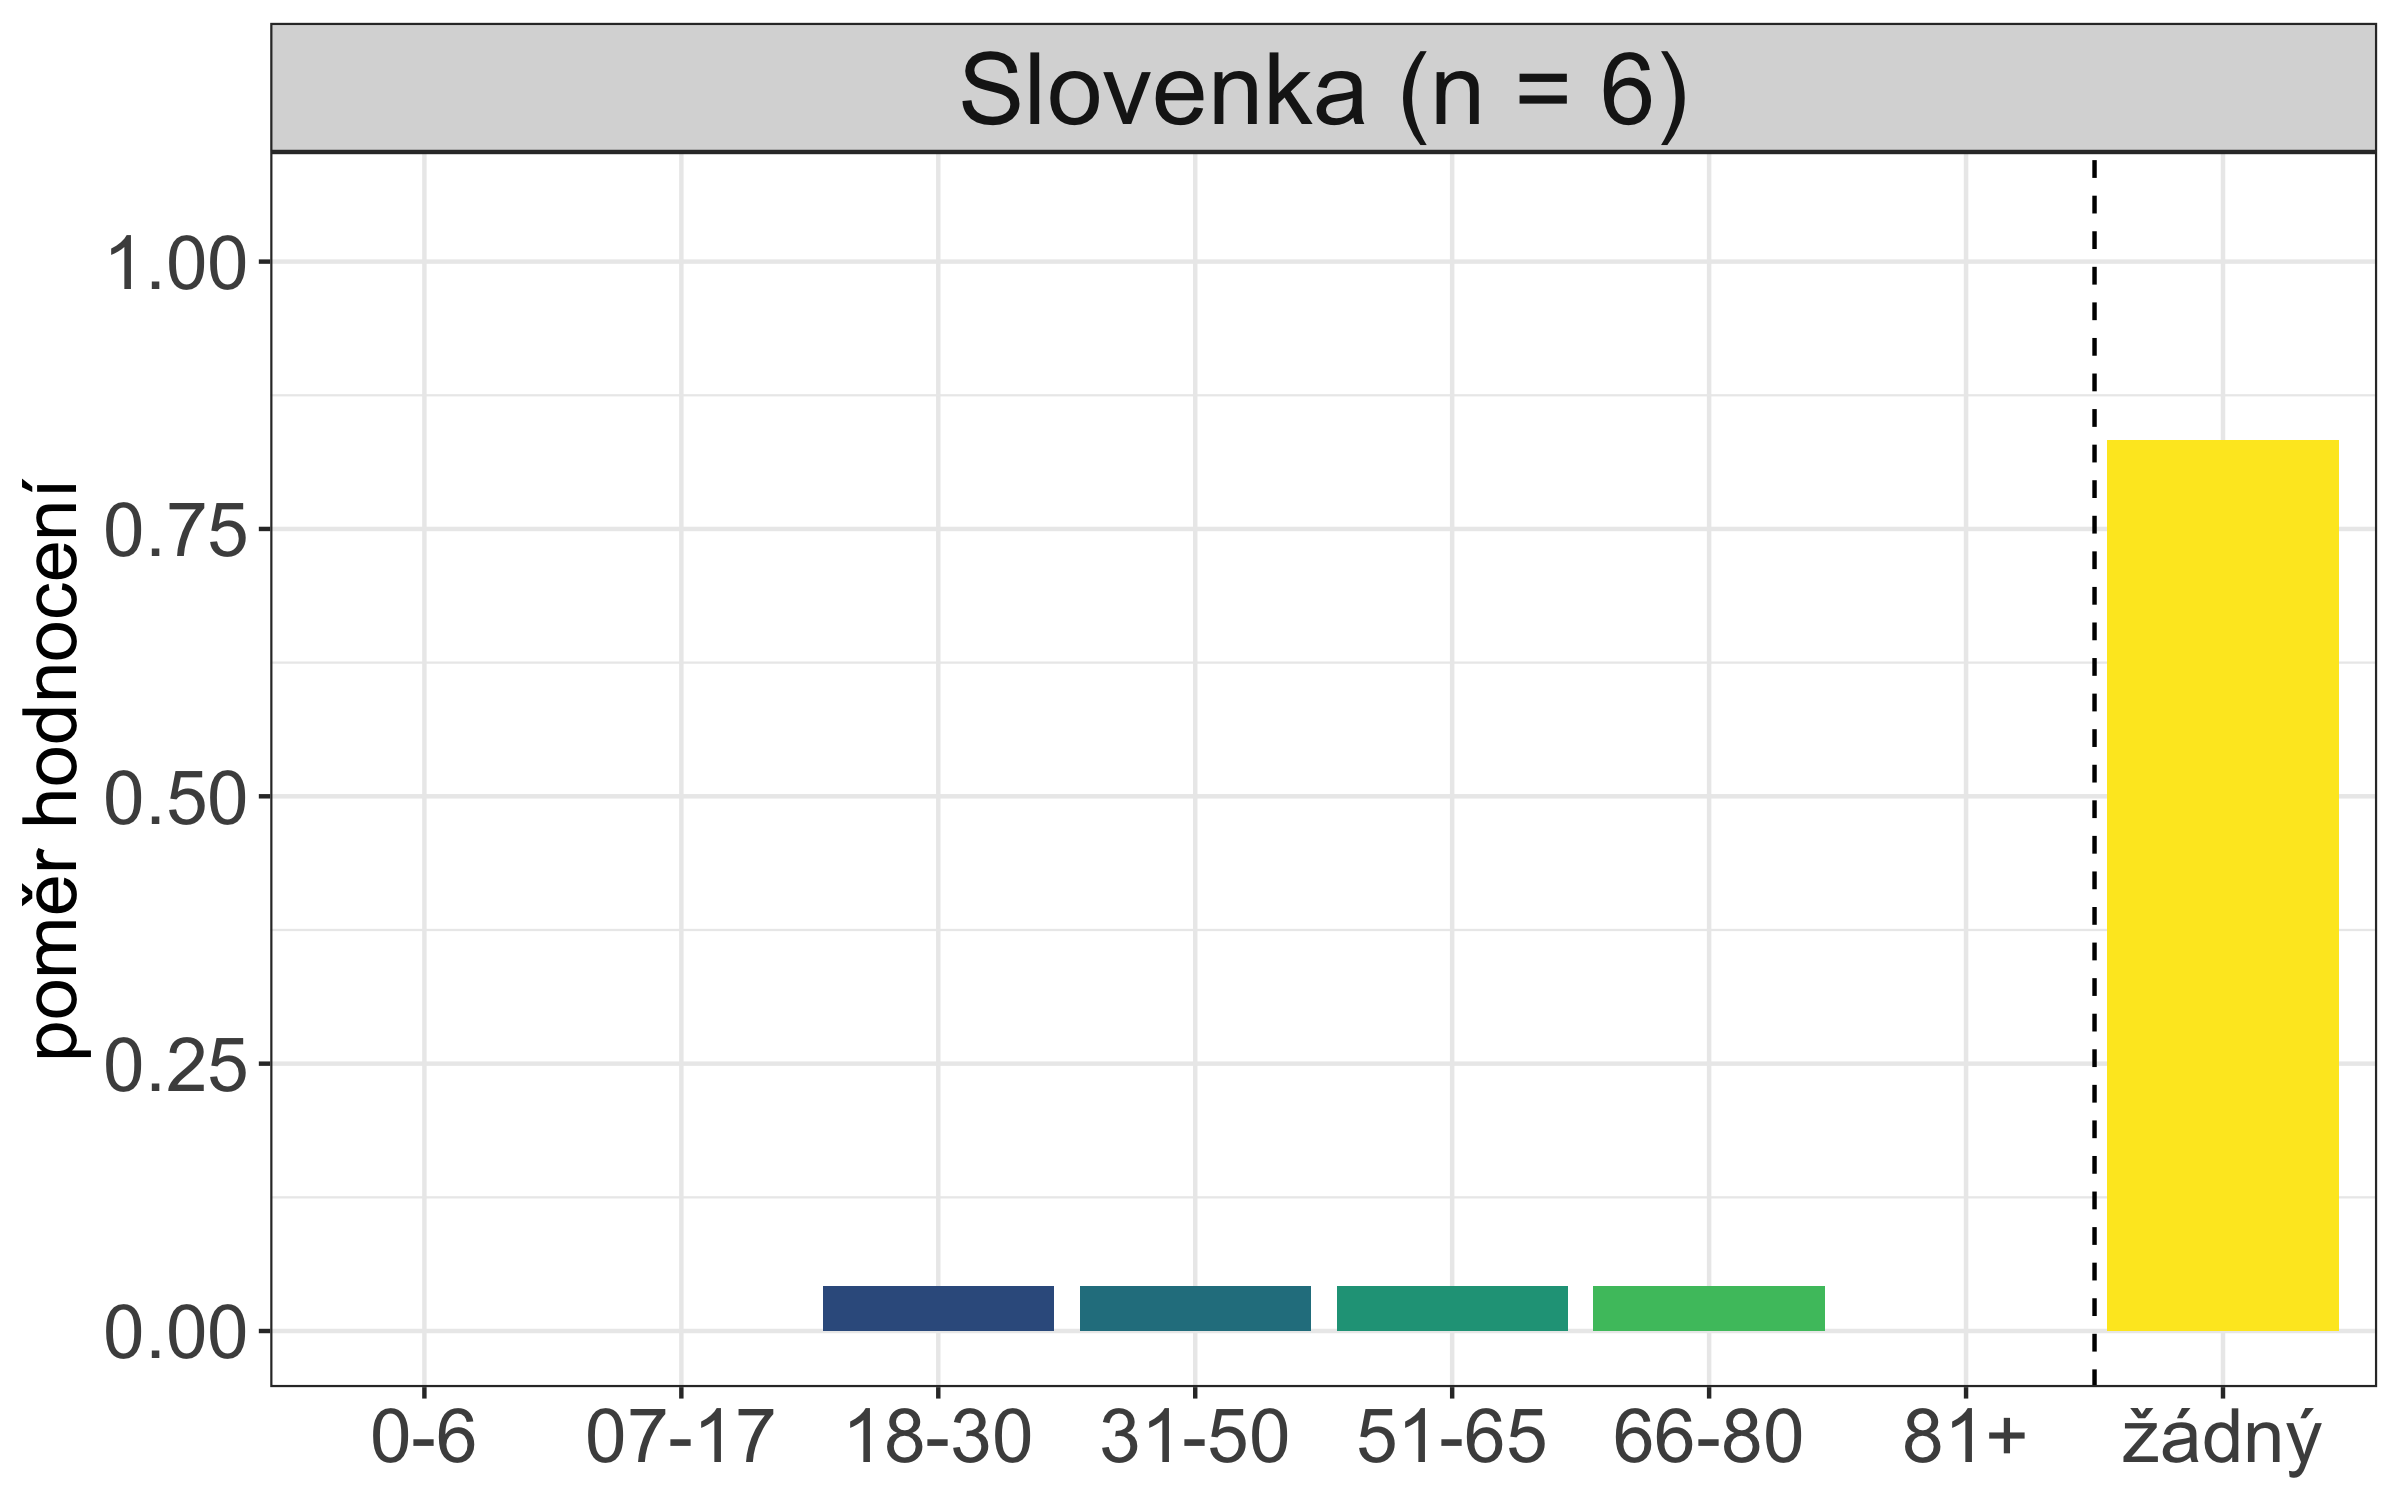 Slovenka (n = 6)
poměr hodnocení
1.00
0.75
0.50
0.25
0.00
0-6 07-17 18-30 31-50 51-65 66-80 81+ žádný